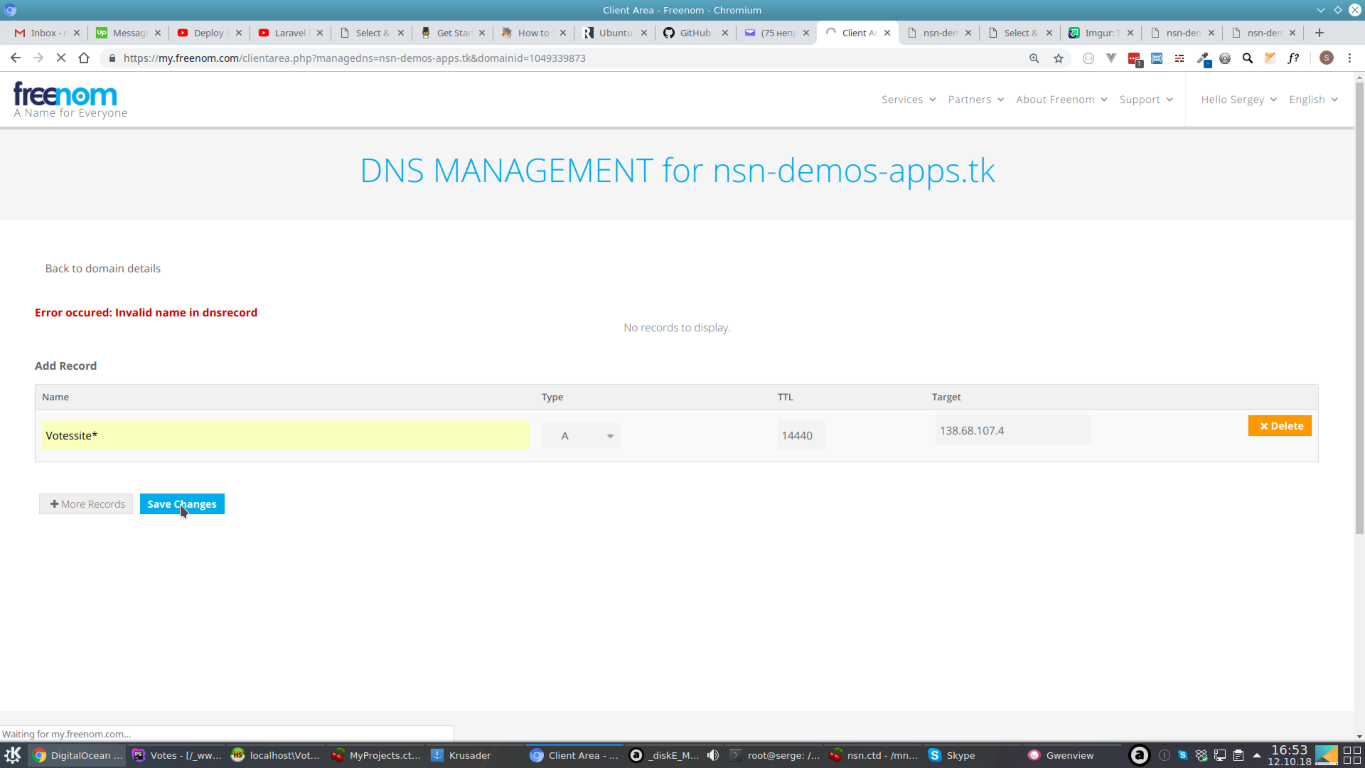 Client Area - Freenom - Chromium
Inbox - Messag Deploy L Laravel Select & Get Star How to Ubuntu GitHub (75 неп Client Ar nsn-dem Select & Imgur: T nsn-dem nsn-dem
https://my.freenom.com/clientarea.php?managedns=nsn-demos-apps.tk&domainid=1049339873
freenom
A Name for Everyone
Services Partners About Freenom Support Hello Sergey English
DNS MANAGEMENT for nsn-demos-apps.tk
Back to domain details
Error occured: Invalid name in dnsrecord
No records to display.
Add Record
Name Type TTL Target
Votessite* A 14440 138.68.107.4 Delete
More Records Save Changes
Waiting for my.freenom.com...
DigitalOcean ... Votes - [/_ww... localhost\Vot... MyProjects.ct... Krusader Client Area - ... _diskE_M... root@serge: /... nsn.ctd - /mn... Skype Gwenview 16:53
12.10.18